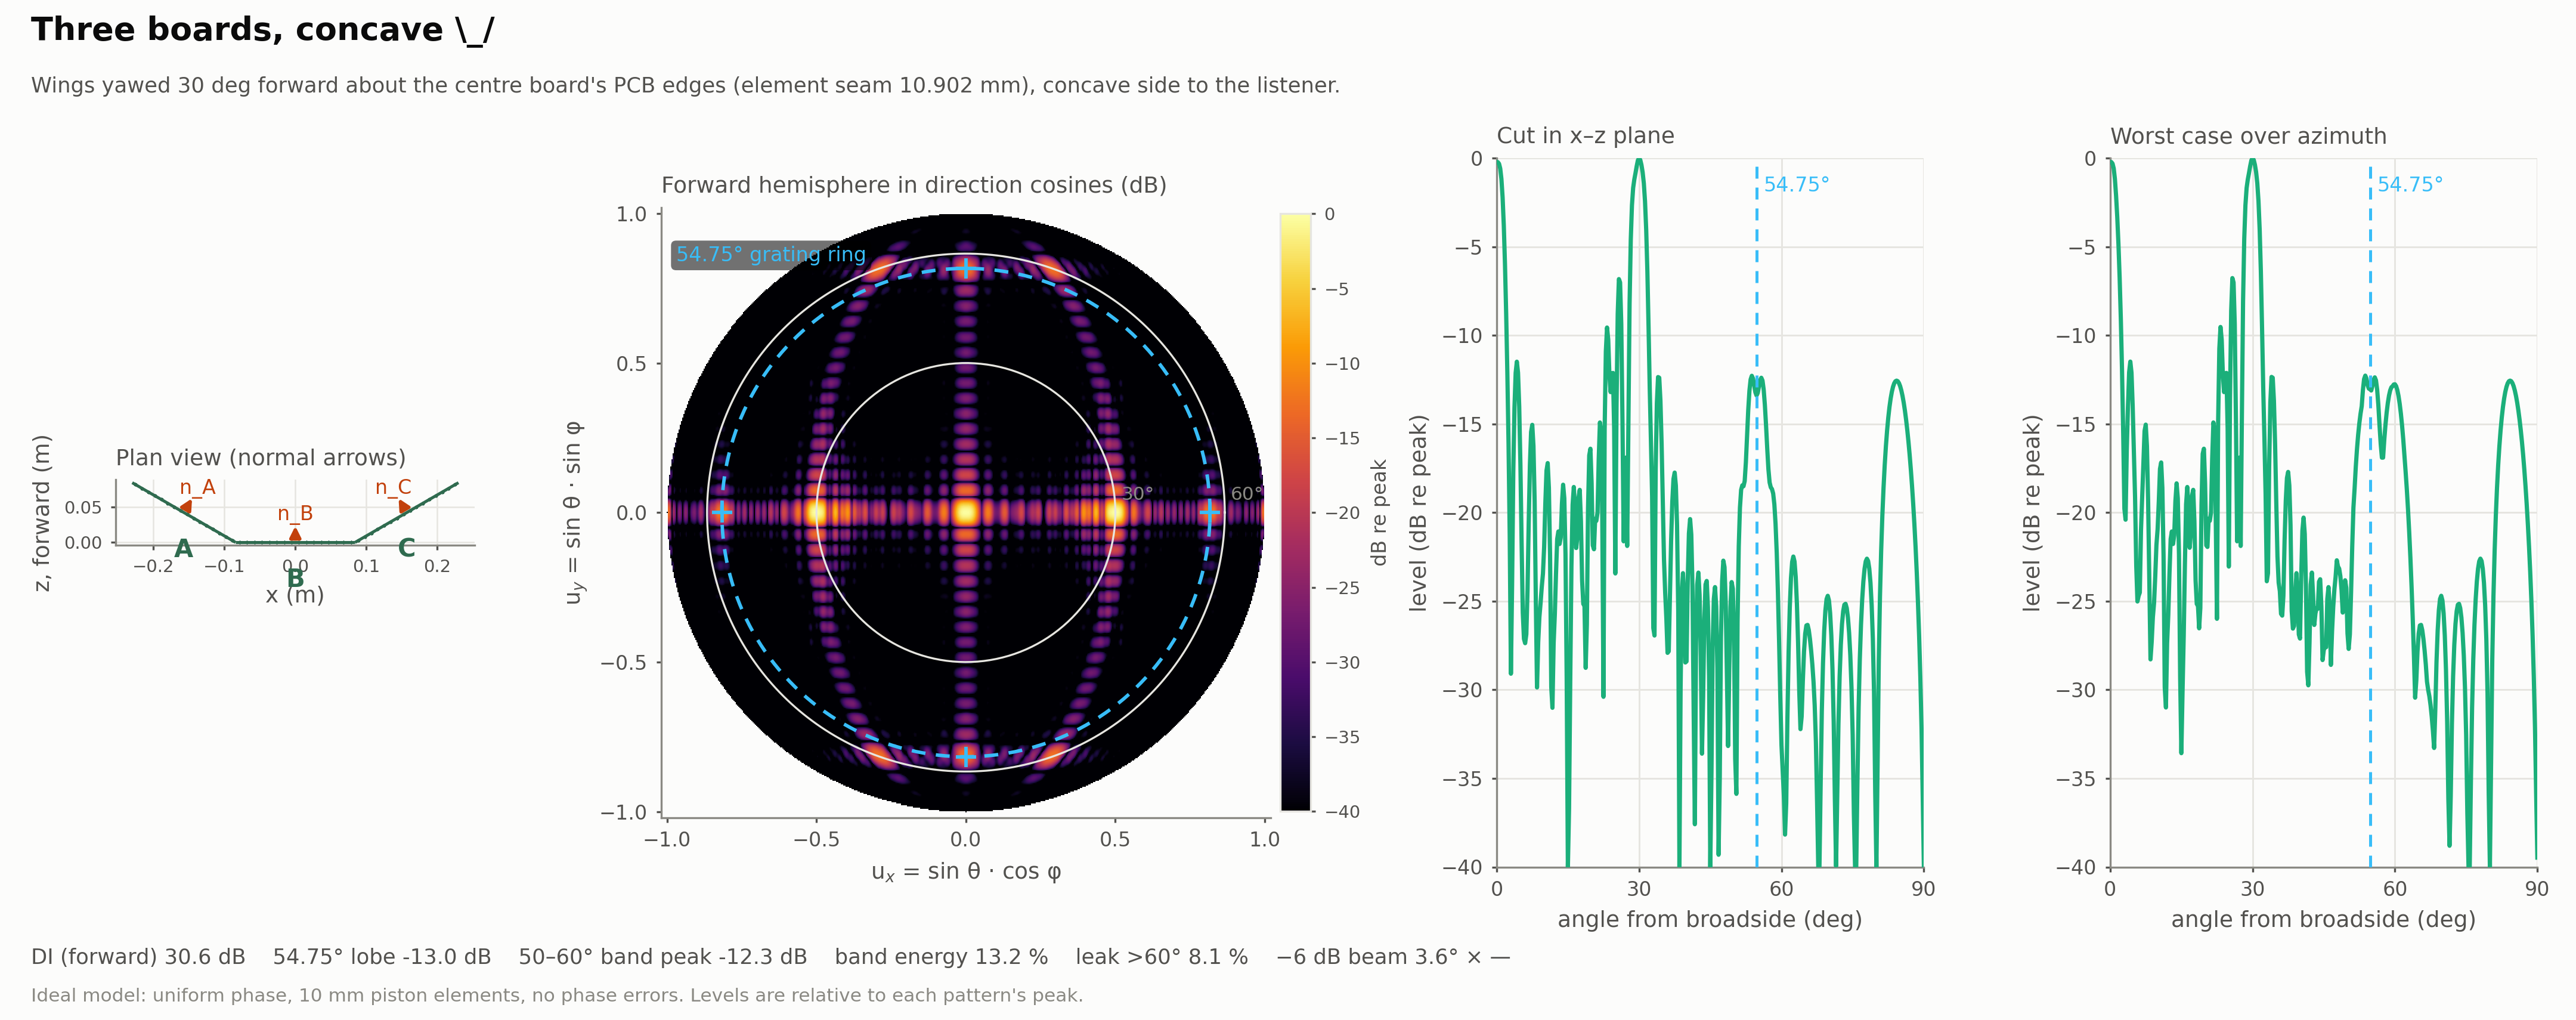 Three boards, concave \_/
Wings yawed 30 deg forward about the centre board's PCB edges (element seam 10.902 mm), concave side to the listener.
Plan view (normal arrows)
z, forward (m)
0.05
0.00
n_A
n_B
n_C
A
B
C
−0.2
−0.1
0.0
0.1
0.2
x (m)
Forward hemisphere in direction cosines (dB)
54.75° grating ring
30°
60°
1.0
0.5
0.0
−0.5
−1.0
uy = sin θ · sin φ
−1.0
−0.5
0.0
0.5
1.0
ux = sin θ · cos φ
0
−5
−10
−15
−20
−25
−30
−35
−40
dB re peak
Cut in x–z plane
54.75°
0
−5
−10
−15
−20
−25
−30
−35
−40
level (dB re peak)
0
30
60
90
angle from broadside (deg)
Worst case over azimuth
54.75°
0
−5
−10
−15
−20
−25
−30
−35
−40
level (dB re peak)
0
30
60
90
angle from broadside (deg)
DI (forward) 30.6 dB    54.75° lobe -13.0 dB    50–60° band peak -12.3 dB    band energy 13.2 %    leak >60° 8.1 %    −6 dB beam 3.6° × —
Ideal model: uniform phase, 10 mm piston elements, no phase errors. Levels are relative to each pattern's peak.